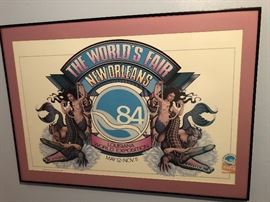 THE WORLD'S FAIR
NEW ORLEANS
84
LOUISIANA
WORLD EXPOSITION
MAY 12-NOV. 11